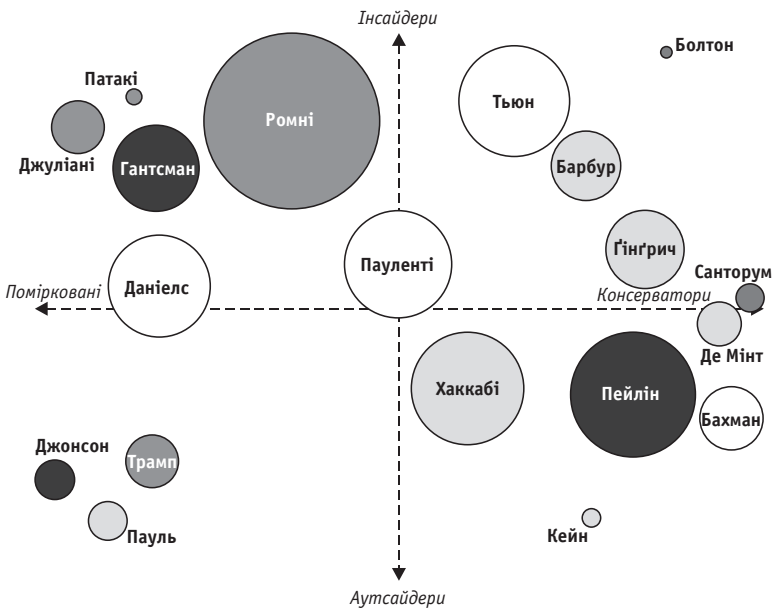 Інсайдери
Болтон
Патакі
Тьюн
Ромні
Джуліані
Гантсман
Барбур
Ґінґрич
Пауленті
Санторум
Поміркованi
Даніелс
Консерватори
Де Мінт
Хаккабі
Пейлін
Бахман
Джонсон
Трамп
Пауль
Кейн
Аутсайдери